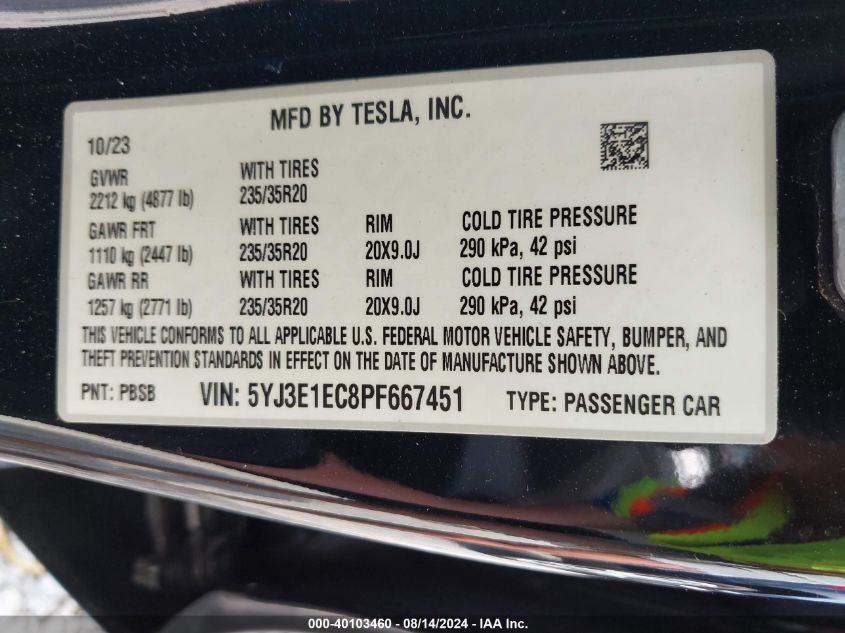 MFD BY TESLA, INC.
10/23
GVWR WITH TIRES
2212 kg (4877 lb) 235/35R20
GAWR FRT WITH TIRES RIM COLD TIRE PRESSURE
1110 kg (2447 lb) 235/35R20 20X9.0J 290 kPa, 42 psi
GAWR RR WITH TIRES RIM COLD TIRE PRESSURE
1257 kg (2771 lb) 235/35R20 20X9.0J 290 kPa, 42 psi
THIS VEHICLE CONFORMS TO ALL APPLICABLE U.S. FEDERAL MOTOR VEHICLE SAFETY, BUMPER, AND
THEFT PREVENTION STANDARDS IN EFFECT ON THE DATE OF MANUFACTURE SHOWN ABOVE.
PNT: PBSB VIN: 5YJ3E1EC8PF667451 TYPE: PASSENGER CAR
000-40103460 - 08/14/2024 - IAA Inc.